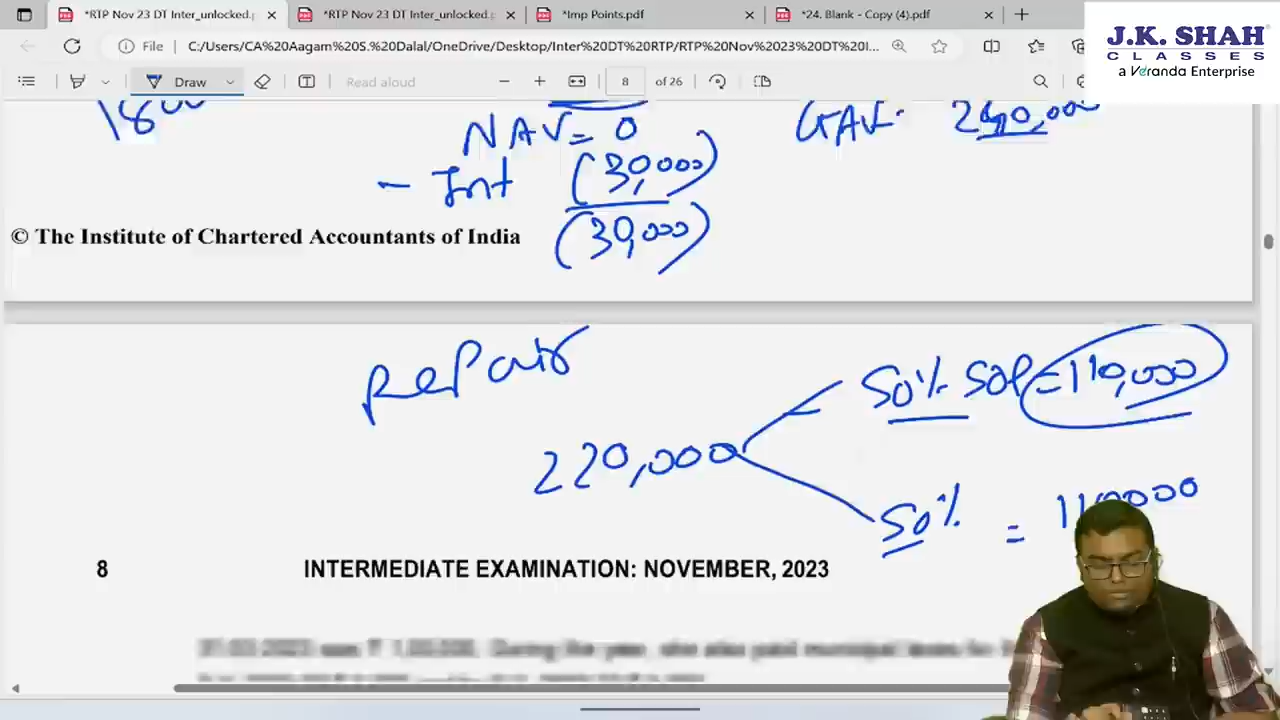 *RTP Nov 23 DT Inter_unlocked.p
*RTP Nov 23 DT Inter_unlocked.p
*Imp Points.pdf
*24. Blank - Copy (4).pdf
File
C:/Users/CA%20Aagam%20S.%20Dalal/OneDrive/Desktop/Inter%20DT%20RTP/RTP%20Nov%202023%20DT%20I...
J.K. SHAH®
CLASSES
a Veranda Enterprise
Draw
Read aloud
8
of 26
1800
NAV = 0
GAV.
- Int (30,000)
© The Institute of Chartered Accountants of India
(30,000)
Repair
50% SOP = 110,000
220,000
50% =
8
INTERMEDIATE EXAMINATION: NOVEMBER, 2023